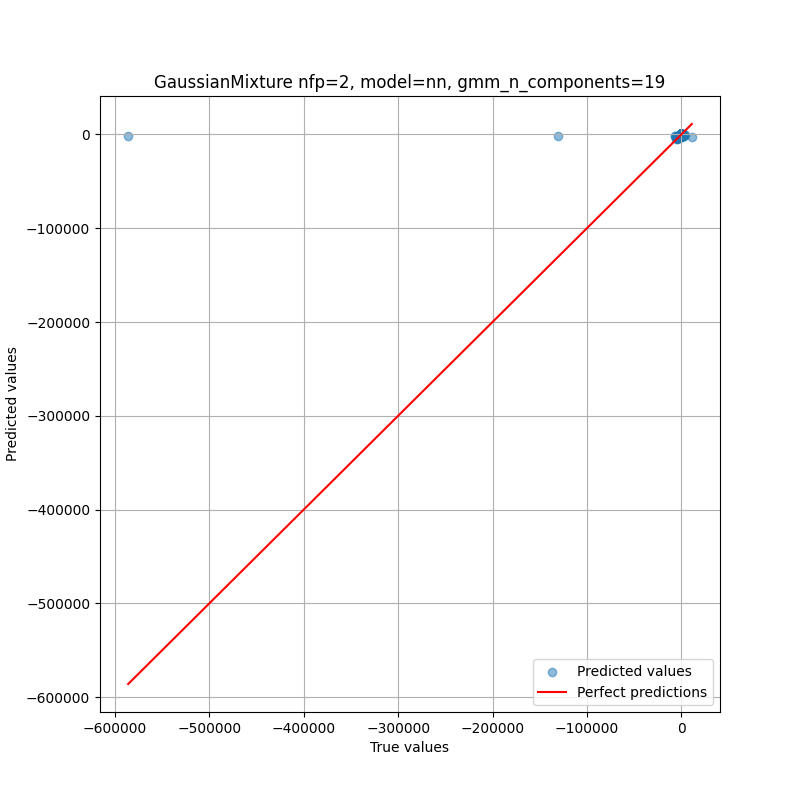 GaussianMixture nfp=2, model=nn, gmm_n_components=19
0
−100000
−200000
−300000
−400000
−500000
−600000
Predicted values
Predicted values
Perfect predictions
−600000 −500000 −400000 −300000 −200000 −100000 0
True values